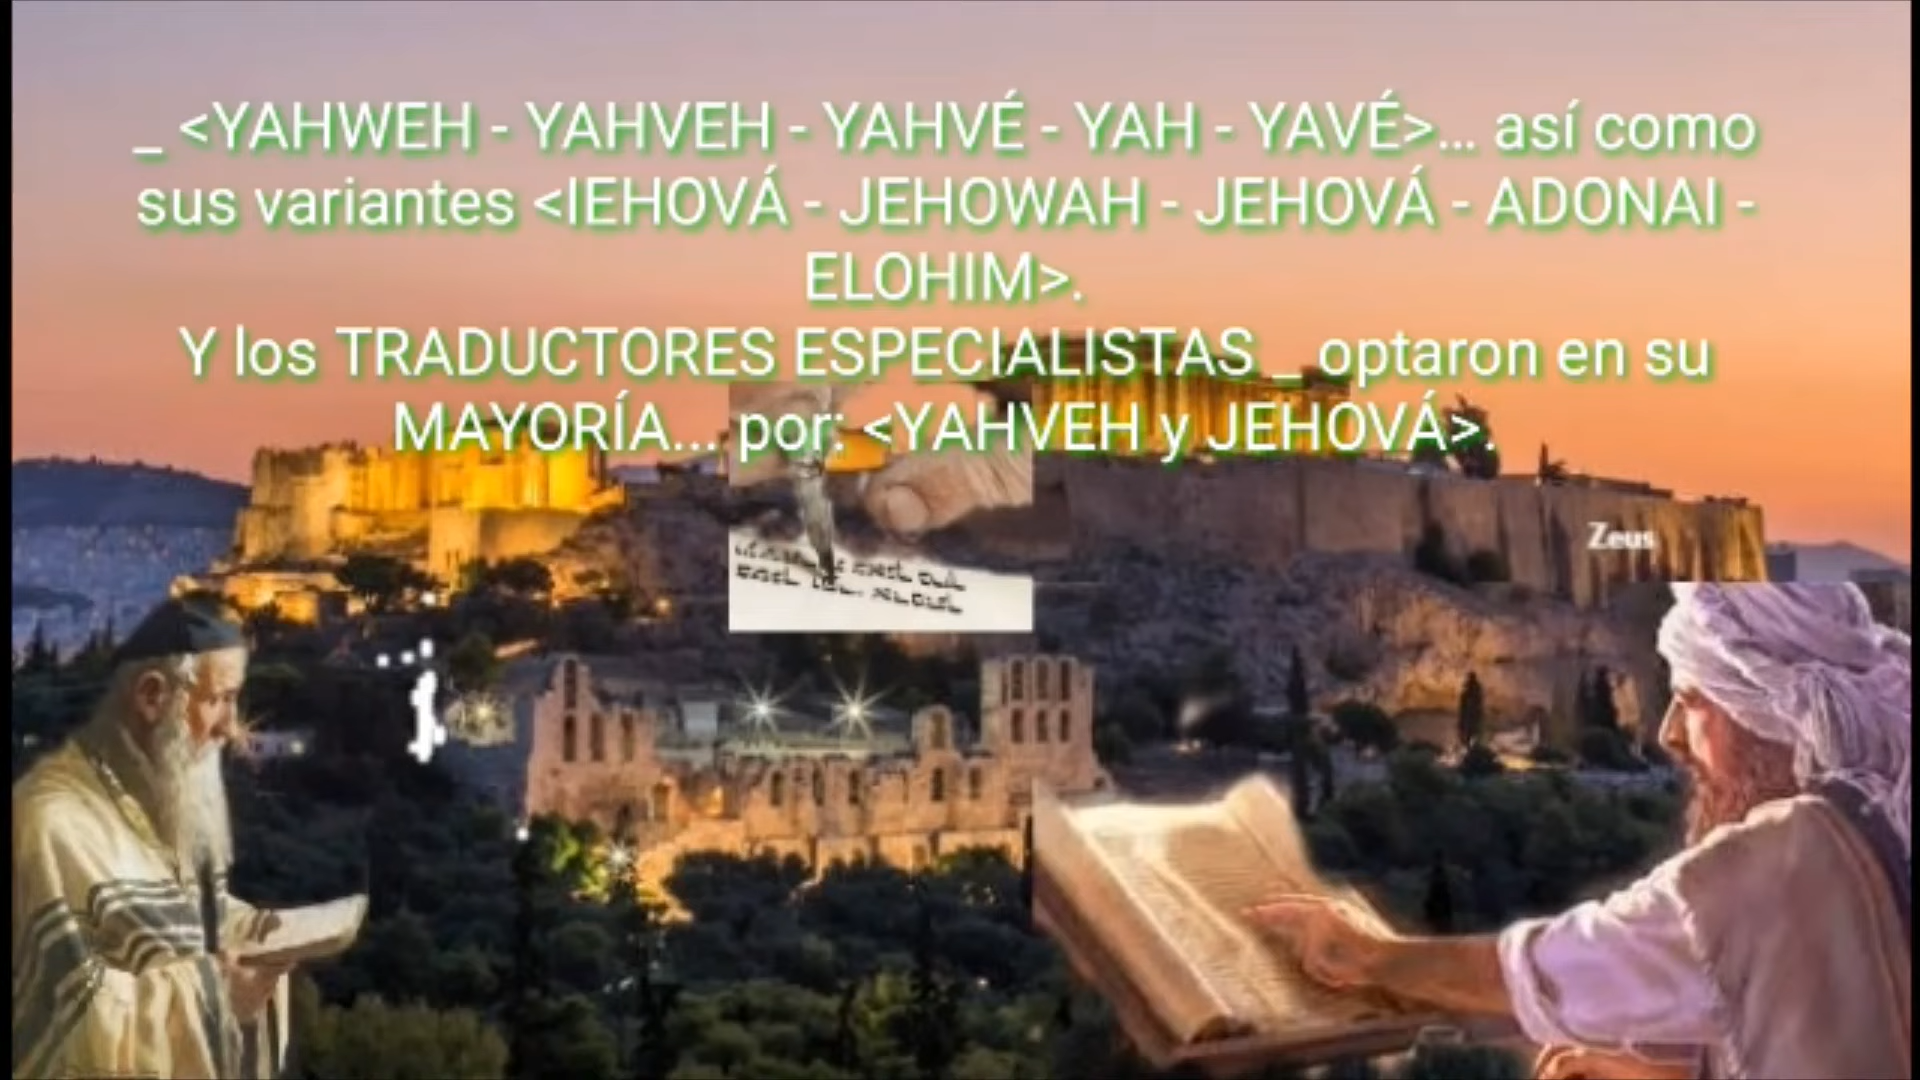 _ <YAHWEH - YAHVEH - YAHVÉ - YAH - YAVÉ>... así como
sus variantes <IEHOVÁ - JEHOWAH - JEHOVÁ - ADONAI -
ELOHIM>.
Y los TRADUCTORES ESPECIALISTAS _ optaron en su
MAYORÍA... por: <YAHVEH y JEHOVÁ>.
Zeus